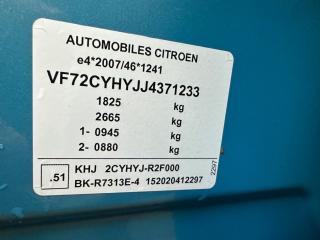 AUTOMOBILES CITROEN
e4*2007/46*1241
VF72CYHYJJ4371233
1825 kg
2665 kg
1- 0945 kg
2- 0880 kg
.51 KHJ 2CYHYJ-R2F000
BK-R7313E-4 152020412297
2297